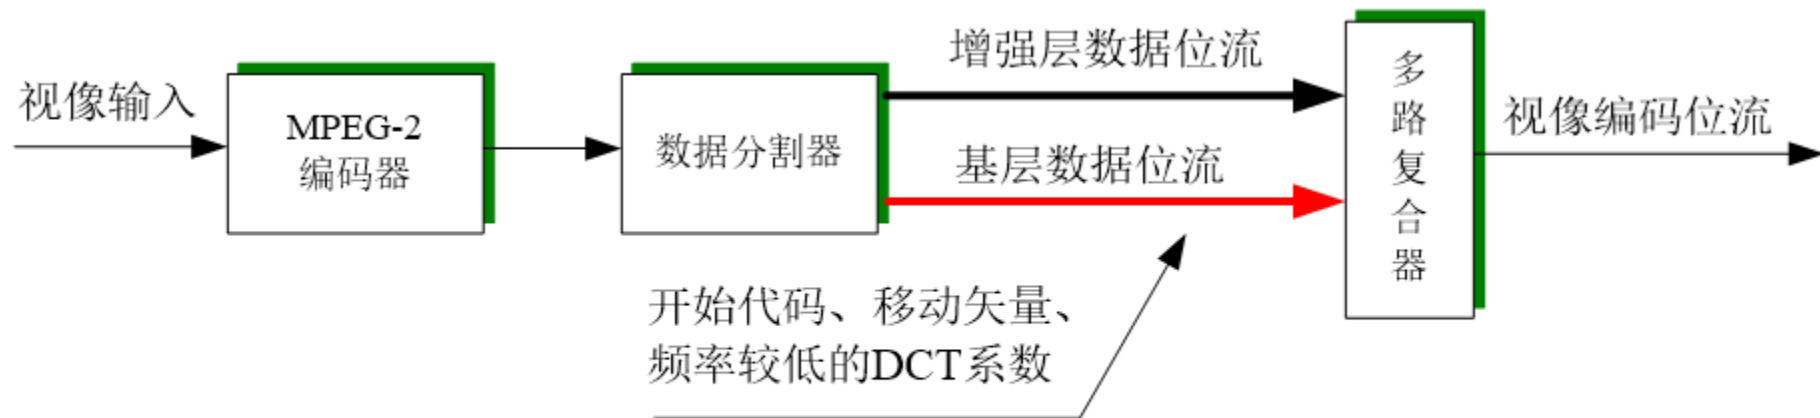 视像输入
MPEG-2
编码器
数据分割器
增强层数据位流
基层数据位流
开始代码、移动矢量、
频率较低的DCT系数
多路复合器
视像编码位流